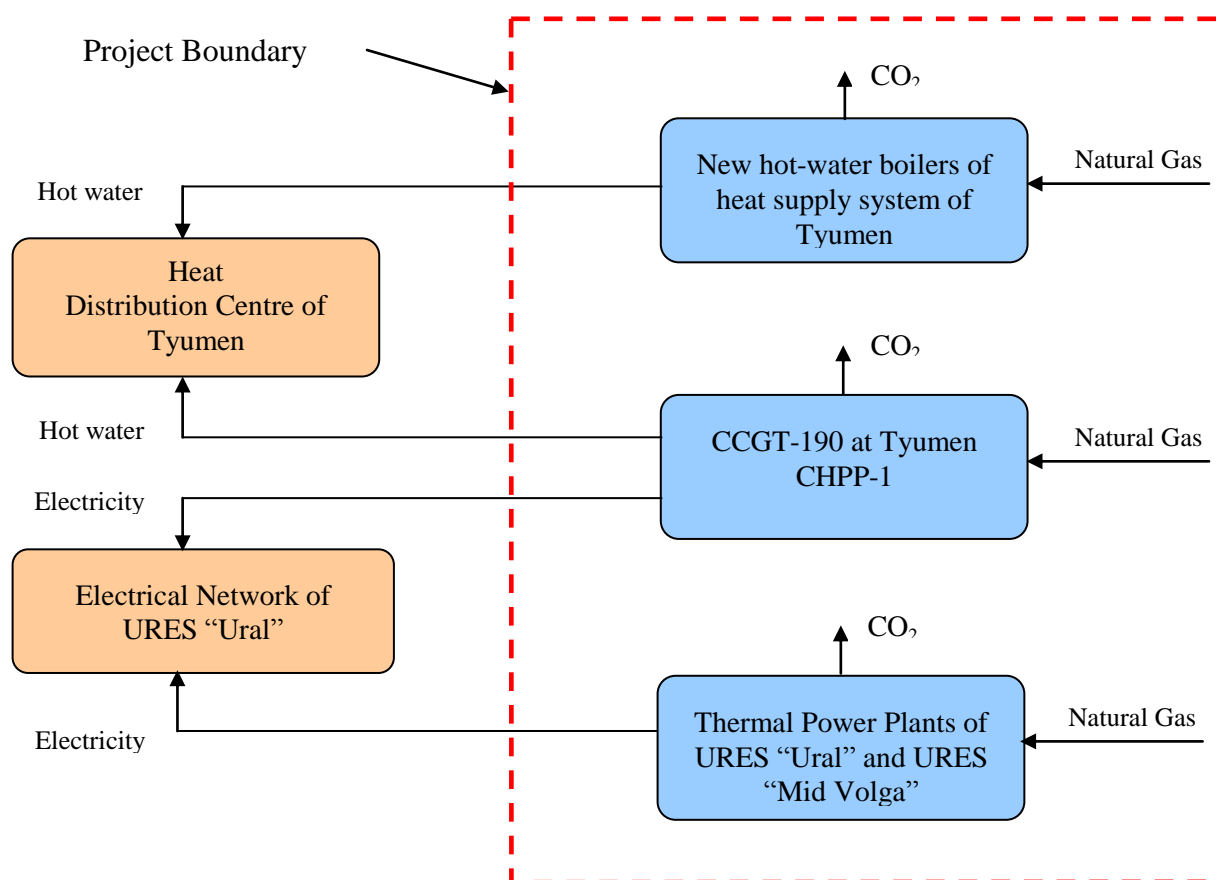 Project Boundary
CO₂
New hot-water boilers of
heat supply system of
Tyumen
Natural Gas
Hot water
Heat
Distribution Centre of
Tyumen
CO₂
Hot water
CCGT-190 at Tyumen
CHPP-1
Natural Gas
Electricity
Electrical Network of
URES “Ural”
CO₂
Thermal Power Plants of
URES “Ural” and URES
“Mid Volga”
Natural Gas
Electricity